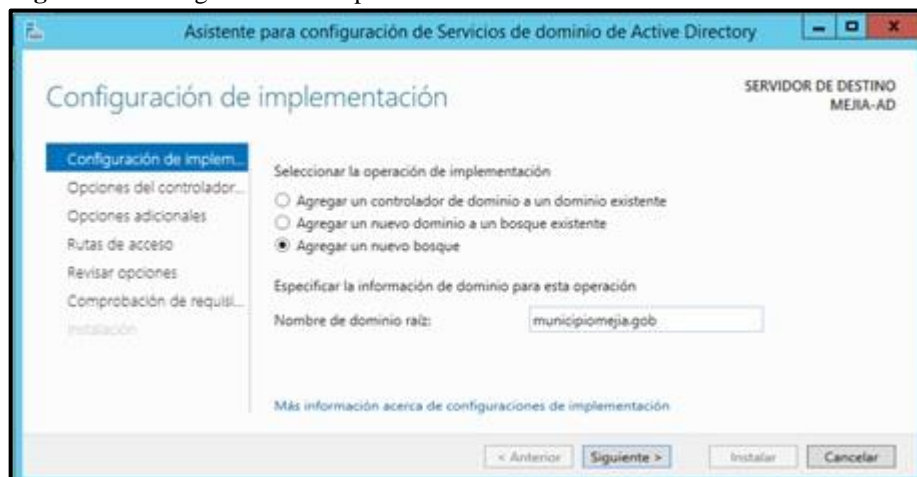 Asistente para configuración de Servicios de dominio de Active Directory
Configuración de implementación
SERVIDOR DE DESTINO
MEJIA-AD
Configuración de implem...
Opciones del controlador...
Opciones adicionales
Rutas de acceso
Revisar opciones
Comprobación de requisi...
Instalación
Seleccionar la operación de implementación
Agregar un controlador de dominio a un dominio existente
Agregar un nuevo dominio a un bosque existente
Agregar un nuevo bosque
Especificar la información de dominio para esta operación
Nombre de dominio raíz: municipiomejia.gob
Más información acerca de configuraciones de implementación
< Anterior Siguiente > Instalar Cancelar